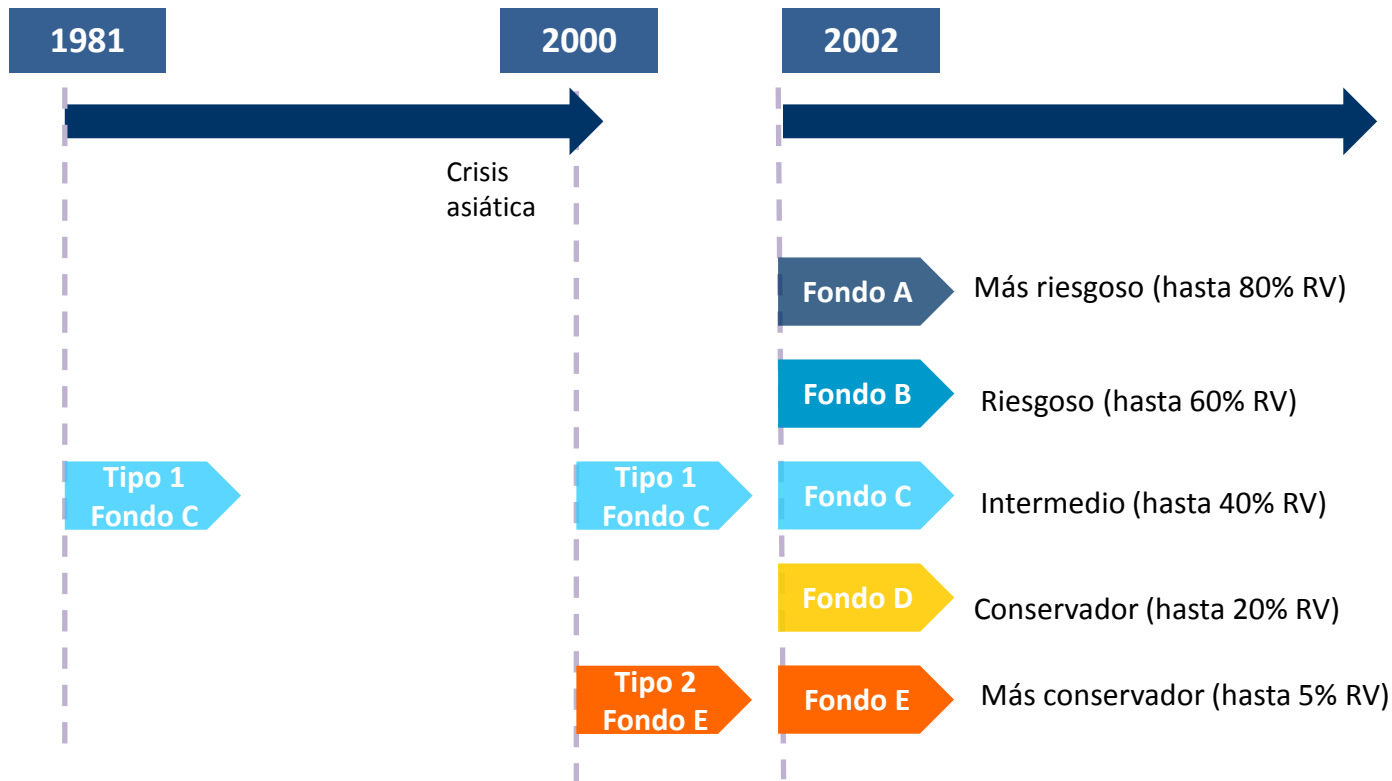 1981
2000
2002
Crisis
asiática
Fondo A
Más riesgoso (hasta 80% RV)
Fondo B
Riesgoso (hasta 60% RV)
Tipo 1
Fondo C
Tipo 1
Fondo C
Fondo C
Intermedio (hasta 40% RV)
Fondo D
Conservador (hasta 20% RV)
Tipo 2
Fondo E
Fondo E
Más conservador (hasta 5% RV)